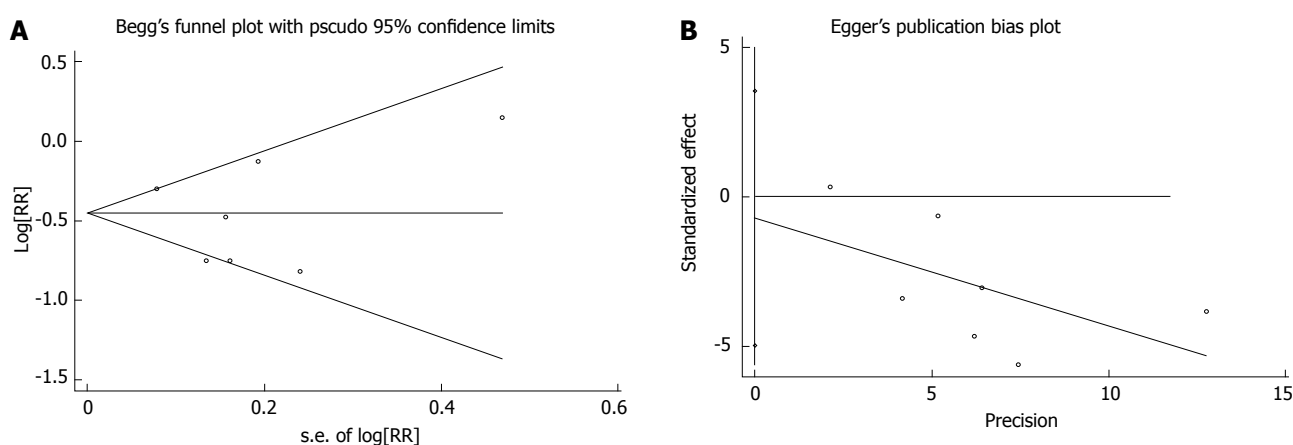 A
Begg's funnel plot with pscudo 95% confidence limits
0.5
0.0
-0.5
-1.0
-1.5
Log[RR]
0 0.2 0.4 0.6
s.e. of log[RR]
B
Egger's publication bias plot
5
0
-5
Standardized effect
0 5 10 15
Precision